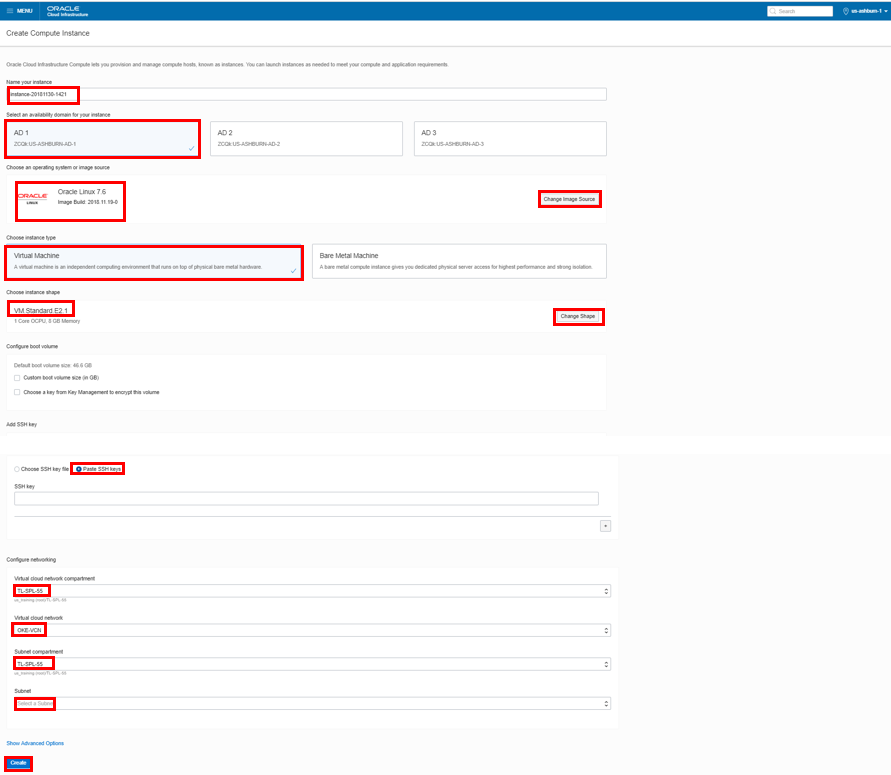 MENU
ORACLE
Cloud Infrastructure
Search
us-ashburn-1
Create Compute Instance
Oracle Cloud Infrastructure Compute lets you provision and manage compute hosts, known as instances. You can launch instances as needed to meet your compute and application requirements
Name your instance
instance-20181130-1421
Select an availability domain for your instance
AD 1
ZCQk:US-ASHBURN-AD-1
AD 2
ZCQk:US-ASHBURN-AD-2
AD 3
ZCQk:US-ASHBURN-AD-3
Choose an operating system or image source
ORACLE
LINUX
Oracle Linux 7.6
Image Build: 2018.11.19-0
Change Image Source
Choose instance type
Virtual Machine
A virtual machine is an independent computing environment that runs on top of physical bare metal hardware.
Bare Metal Machine
A bare metal compute instance gives you dedicated physical server access for highest performance and strong isolation
Choose instance shape
VM.Standard.E2.1
1 Core OCPU, 8 GB Memory
Change Shape
Configure boot volume
Default boot volume size: 46.6 GB
Custom boot volume size (in GB)
Choose a key from Key Management to encrypt this volume
Add SSH key
Choose SSH key file
Paste SSH keys
SSH key
+
Configure networking
Virtual cloud network compartment
TL-SPL-55
Virtual cloud network
OKE-VCN
Subnet compartment
TL-SPL-55
Subnet
Select a Subnet
Show Advanced Options
Create